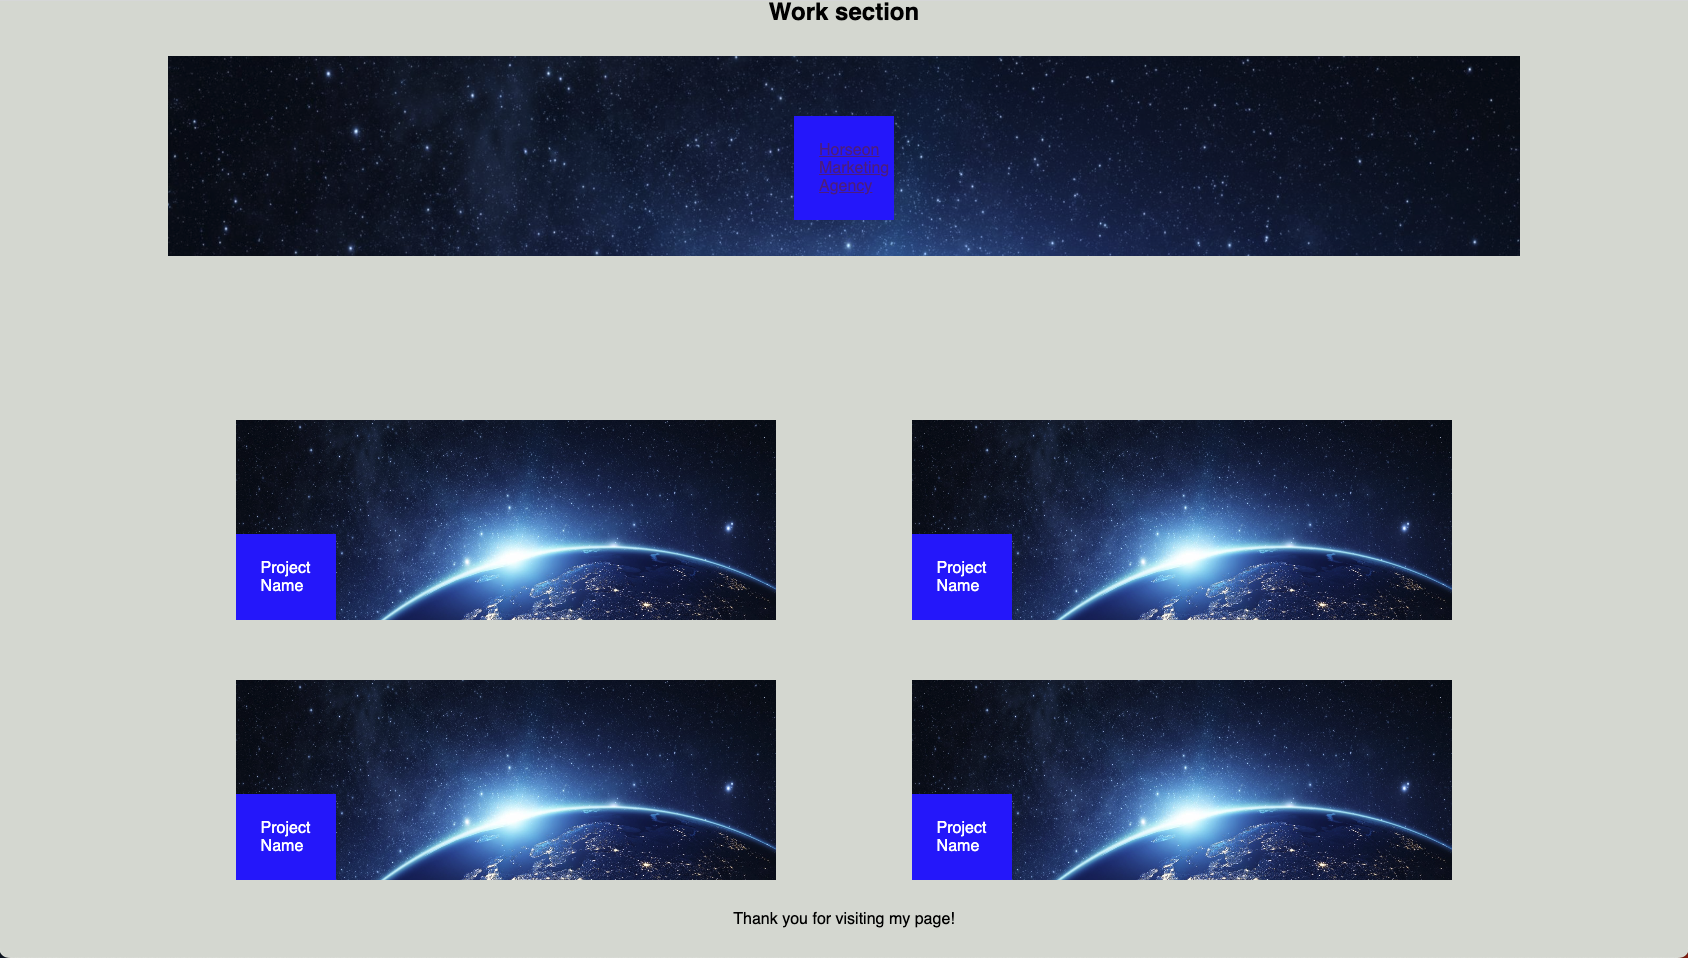 Work section
Horiseon
Marketing
Agency
Project
Name
Project
Name
Project
Name
Project
Name
Thank you for visiting my page!